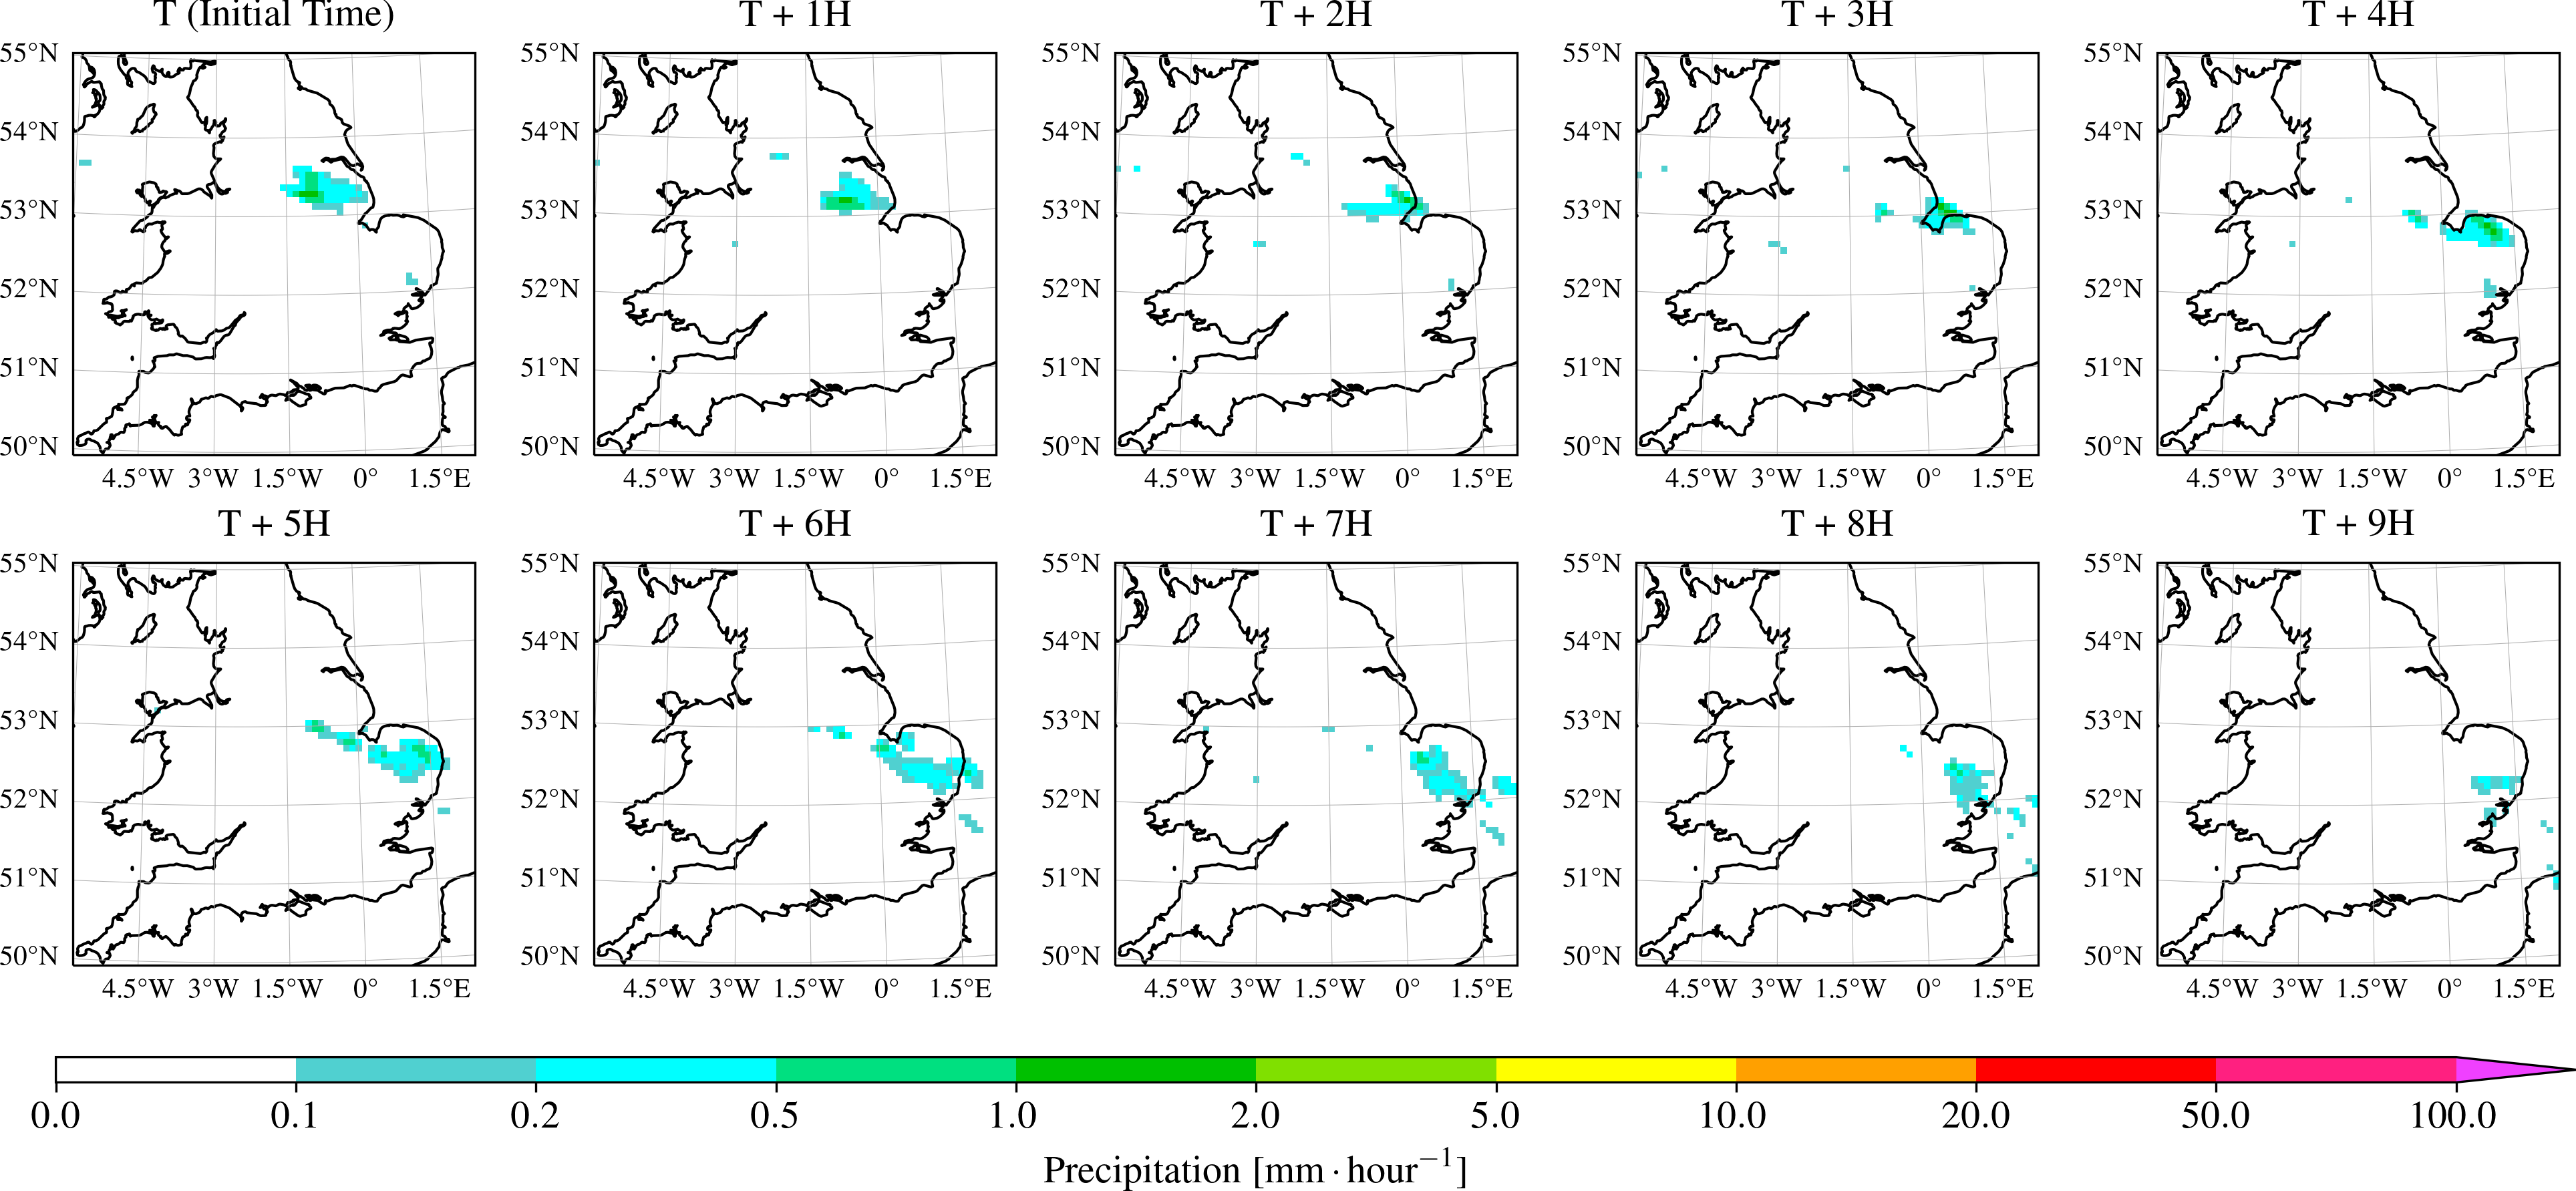 T (Initial Time) T + 1H T + 2H T + 3H T + 4H
55°N 55°N 55°N 55°N 55°N
54°N 54°N 54°N 54°N 54°N
53°N 53°N 53°N 53°N 53°N
52°N 52°N 52°N 52°N 52°N
51°N 51°N 51°N 51°N 51°N
50°N 50°N 50°N 50°N 50°N
4.5°W 3°W 1.5°W 0° 1.5°E 4.5°W 3°W 1.5°W 0° 1.5°E 4.5°W 3°W 1.5°W 0° 1.5°E 4.5°W 3°W 1.5°W 0° 1.5°E 4.5°W 3°W 1.5°W 0° 1.5°E
T + 5H T + 6H T + 7H T + 8H T + 9H
55°N 55°N 55°N 55°N 55°N
54°N 54°N 54°N 54°N 54°N
53°N 53°N 53°N 53°N 53°N
52°N 52°N 52°N 52°N 52°N
51°N 51°N 51°N 51°N 51°N
50°N 50°N 50°N 50°N 50°N
4.5°W 3°W 1.5°W 0° 1.5°E 4.5°W 3°W 1.5°W 0° 1.5°E 4.5°W 3°W 1.5°W 0° 1.5°E 4.5°W 3°W 1.5°W 0° 1.5°E 4.5°W 3°W 1.5°W 0° 1.5°E
0.0 0.1 0.2 0.5 1.0 2.0 5.0 10.0 20.0 50.0 100.0
Precipitation [mm · hour⁻¹]